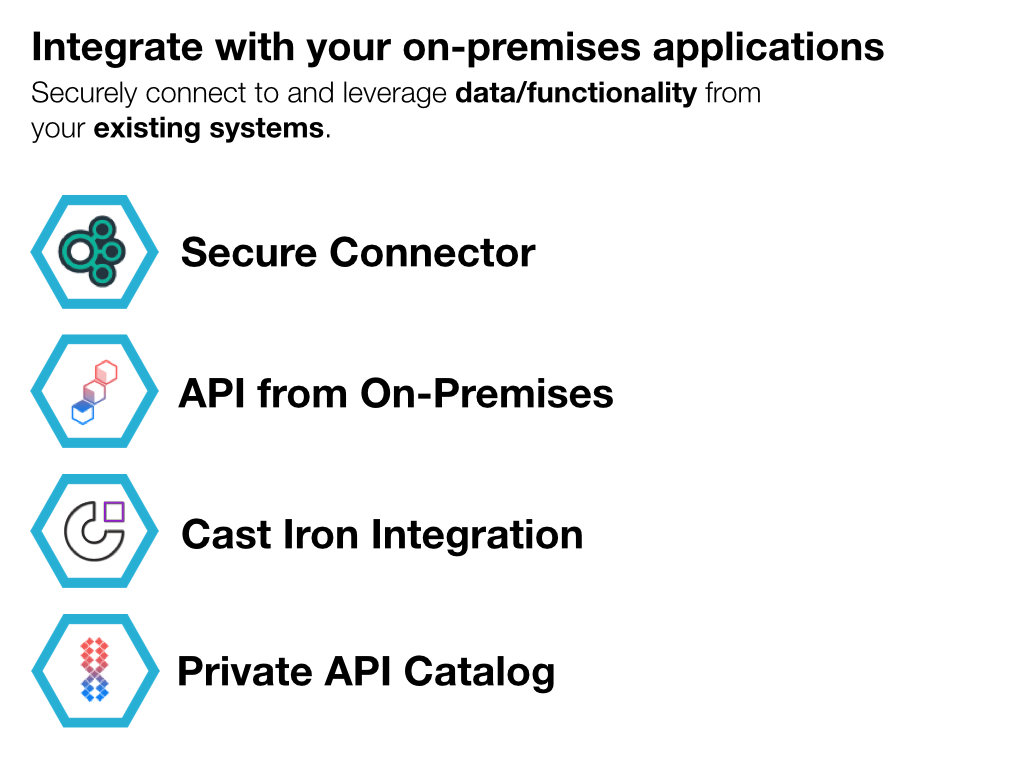 Integrate with your on-premises applications
Securely connect to and leverage data/functionality from
your existing systems.
Secure Connector
API from On-Premises
Cast Iron Integration
Private API Catalog